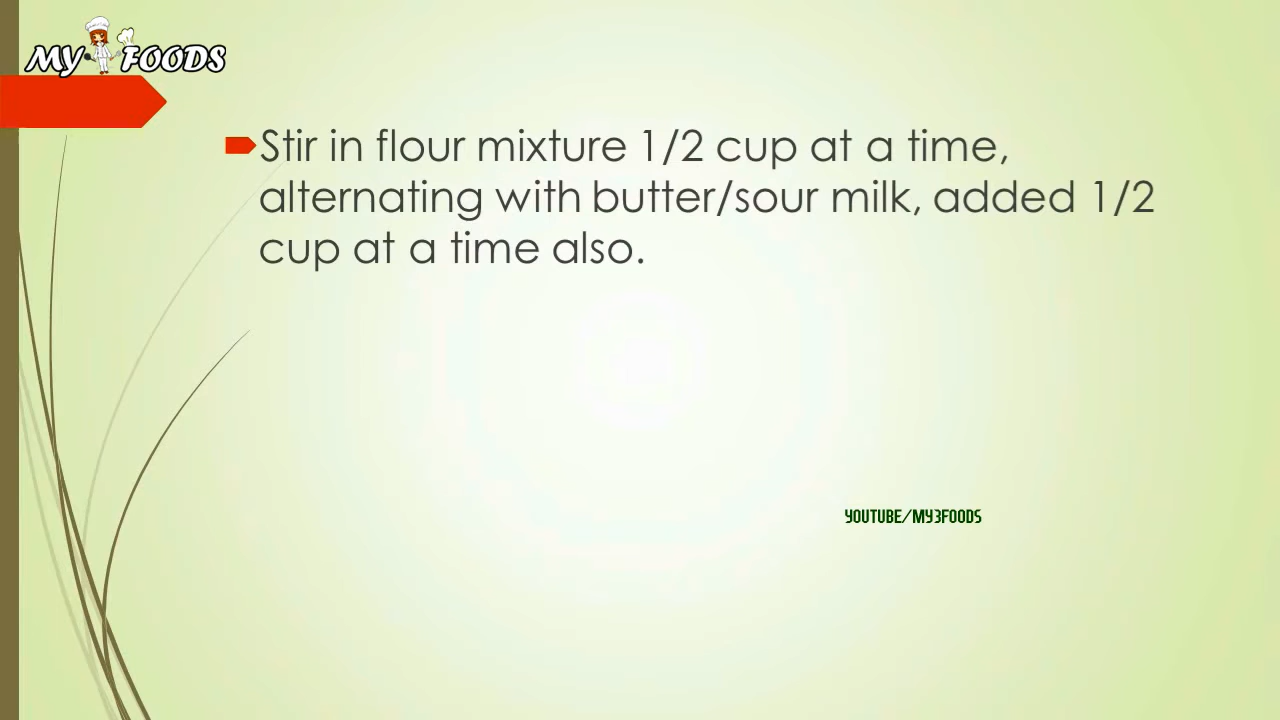 MY FOODS
Stir in flour mixture 1/2 cup at a time,
alternating with butter/sour milk, added 1/2
cup at a time also.
YOUTUBE/MY3FOODS